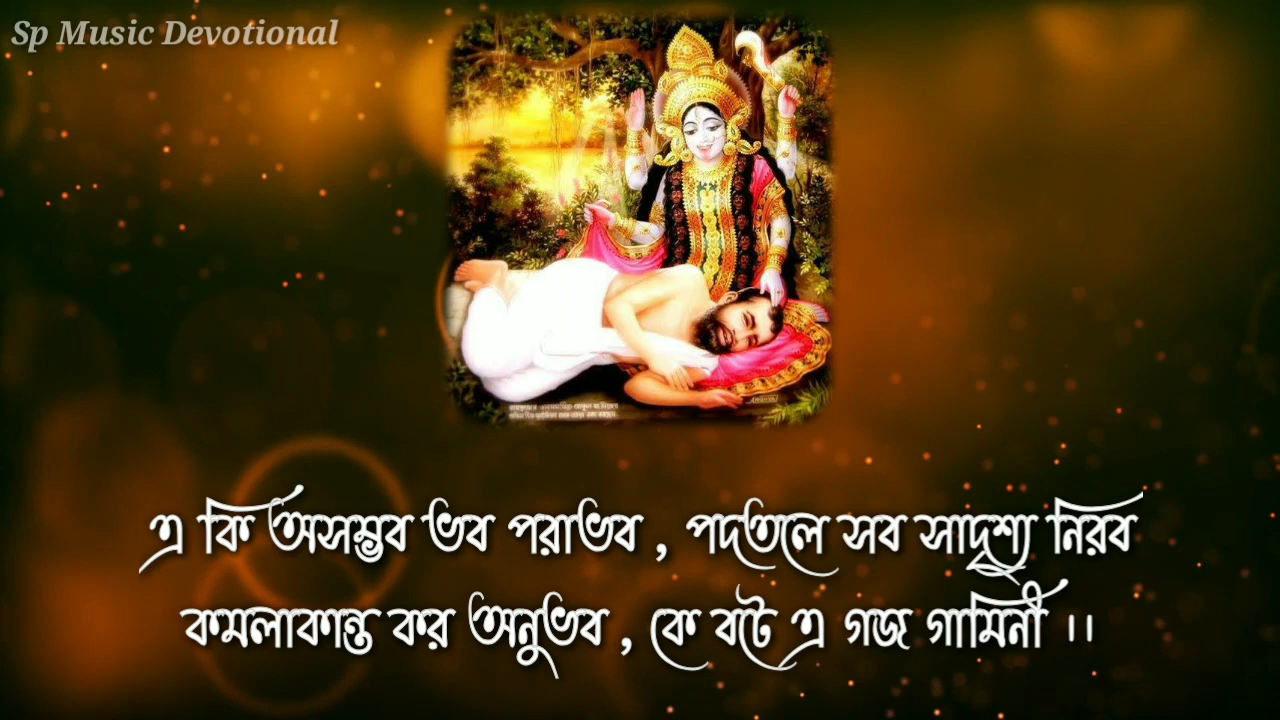 Sp Music Devotional
এ কি অসম্ভব ভব পরাভব , পদতলে সব সাদৃশ্য নিরব
কমলাকান্ত কর অনুভব , কে বটে এ গজ গামিনী ।।